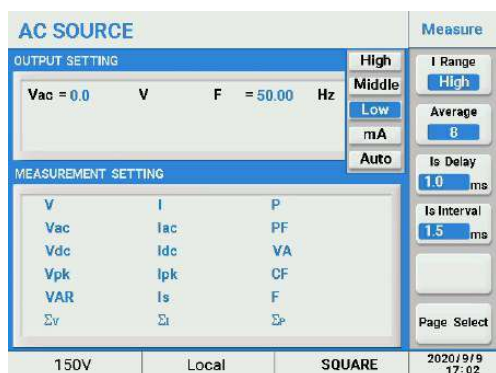 AC SOURCE
Measure
OUTPUT SETTING
Vac = 0.0 V F = 50.00 Hz
High
Middle
Low
mA
Auto
I Range
High
Average
8
Is Delay
1.0 ms
Is Interval
1.5 ms
Page Select
MEASUREMENT SETTING
V I P
Vac Iac PF
Vdc Idc VA
Vpk Ipk CF
VAR Is F
ΣV ΣI ΣP
150V Local SQUARE 2020/9/9
17:02